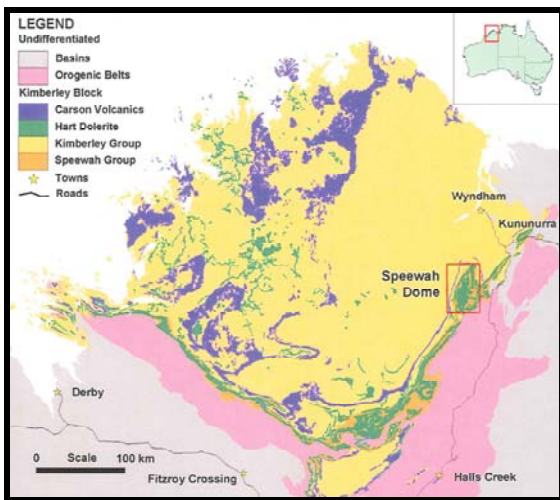 LEGEND
Undifferentiated
Basins
Orogenic Belts
Kimberley Block
Carson Volcanics
Hart Dolerite
Kimberley Group
Speewah Group
Towns
Roads
Wyndham
Kununurra
Speewah
Dome
Derby
0 Scale 100 km
Fitzroy Crossing
Halls Creek